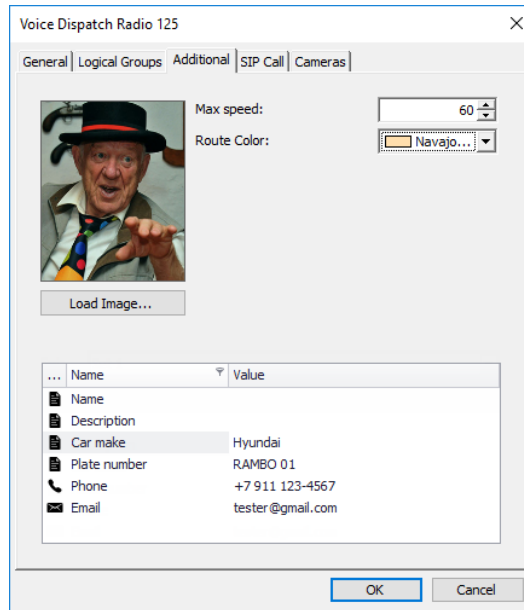 Voice Dispatch Radio 125
General Logical Groups Additional SIP Call Cameras
Max speed: 60
Route Color: Navajo...
Load Image...
... Name Value
Name
Description
Car make Hyundai
Plate number RAMBO 01
Phone +7 911 123-4567
Email tester@gmail.com
OK Cancel